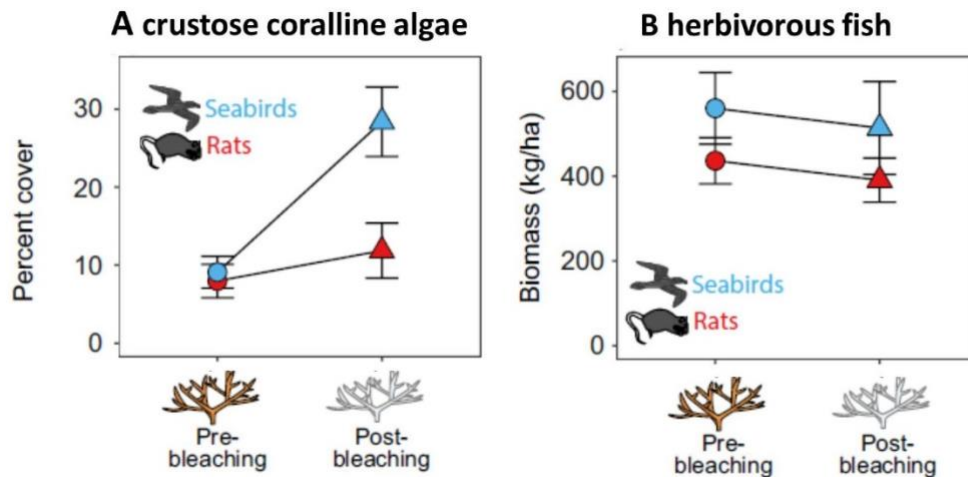 A crustose coralline algae
Percent cover
30
20
10
0
Seabirds
Rats
Pre-
bleaching
Post-
bleaching
B herbivorous fish
Biomass (kg/ha)
600
400
200
0
Seabirds
Rats
Pre-
bleaching
Post-
bleaching